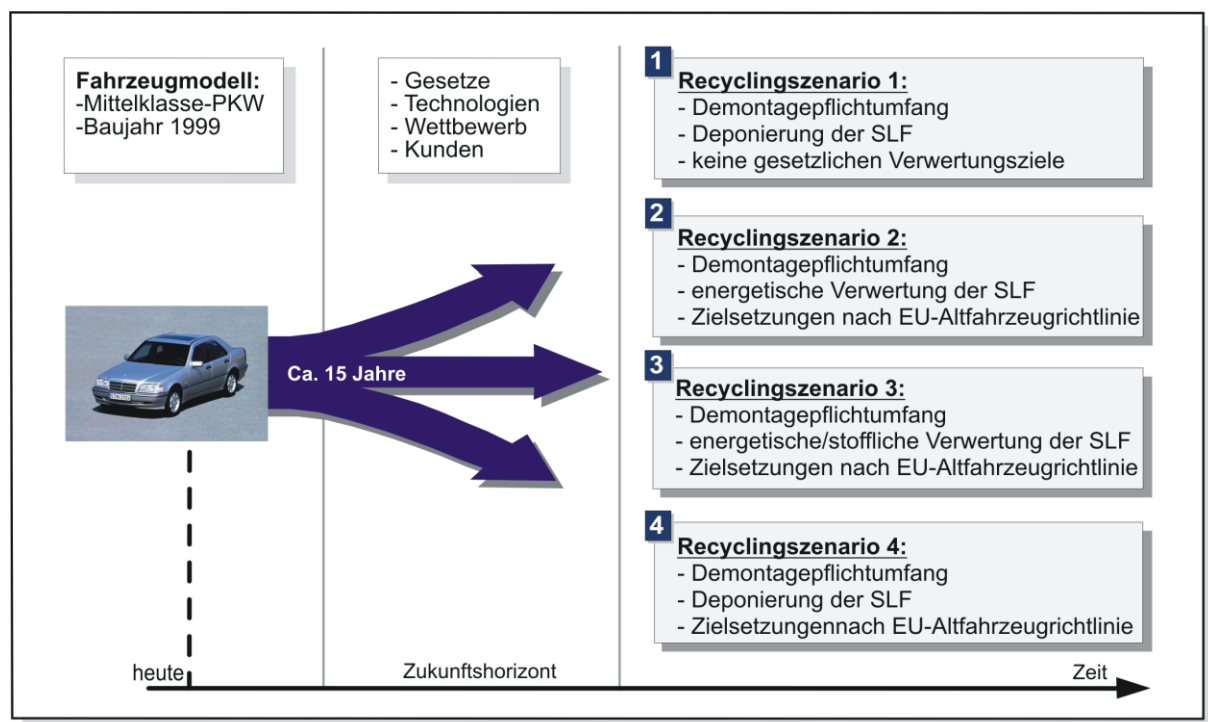 Fahrzeugmodell:
-Mittelklasse-PKW
-Baujahr 1999
- Gesetze
- Technologien
- Wettbewerb
- Kunden
1
Recyclingszenario 1:
- Demontagepflichtumfang
- Deponierung der SLF
- keine gesetzlichen Verwertungsziele
2
Recyclingszenario 2:
- Demontagepflichtumfang
- energetische Verwertung der SLF
- Zielsetzungen nach EU-Altfahrzeugrichtlinie
Ca. 15 Jahre
3
Recyclingszenario 3:
- Demontagepflichtumfang
- energetische/stoffliche Verwertung der SLF
- Zielsetzungen nach EU-Altfahrzeugrichtlinie
4
Recyclingszenario 4:
- Demontagepflichtumfang
- Deponierung der SLF
- Zielsetzungennach EU-Altfahrzeugrichtlinie
heute
Zukunftshorizont
Zeit